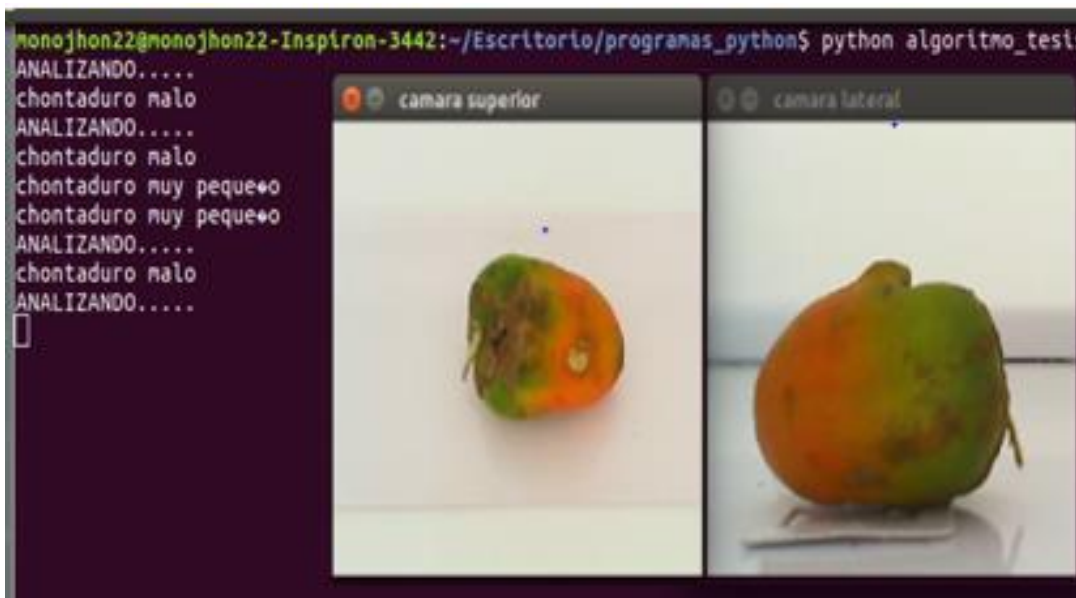 monojhon22@monojhon22-Inspiron-3442:~/Escritorio/programas_python$ python algoritmo_tesis
ANALIZANDO.....
chontaduro malo
ANALIZANDO.....
chontaduro malo
chontaduro muy peque�o
chontaduro muy peque�o
ANALIZANDO.....
chontaduro malo
ANALIZANDO.....
camara superior
camara lateral